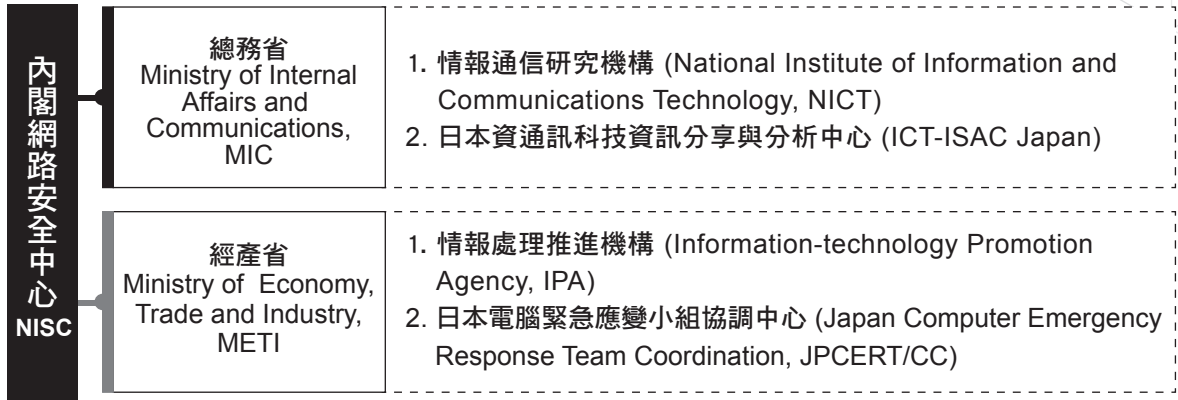 內閣網路安全中心
NISC
總務省
Ministry of Internal
Affairs and
Communications,
MIC
1. 情報通信研究機構 (National Institute of Information and
Communications Technology, NICT)
2. 日本資通訊科技資訊分享與分析中心 (ICT-ISAC Japan)
經產省
Ministry of Economy,
Trade and Industry,
METI
1. 情報處理推進機構 (Information-technology Promotion
Agency, IPA)
2. 日本電腦緊急應變小組協調中心 (Japan Computer Emergency
Response Team Coordination, JPCERT/CC)